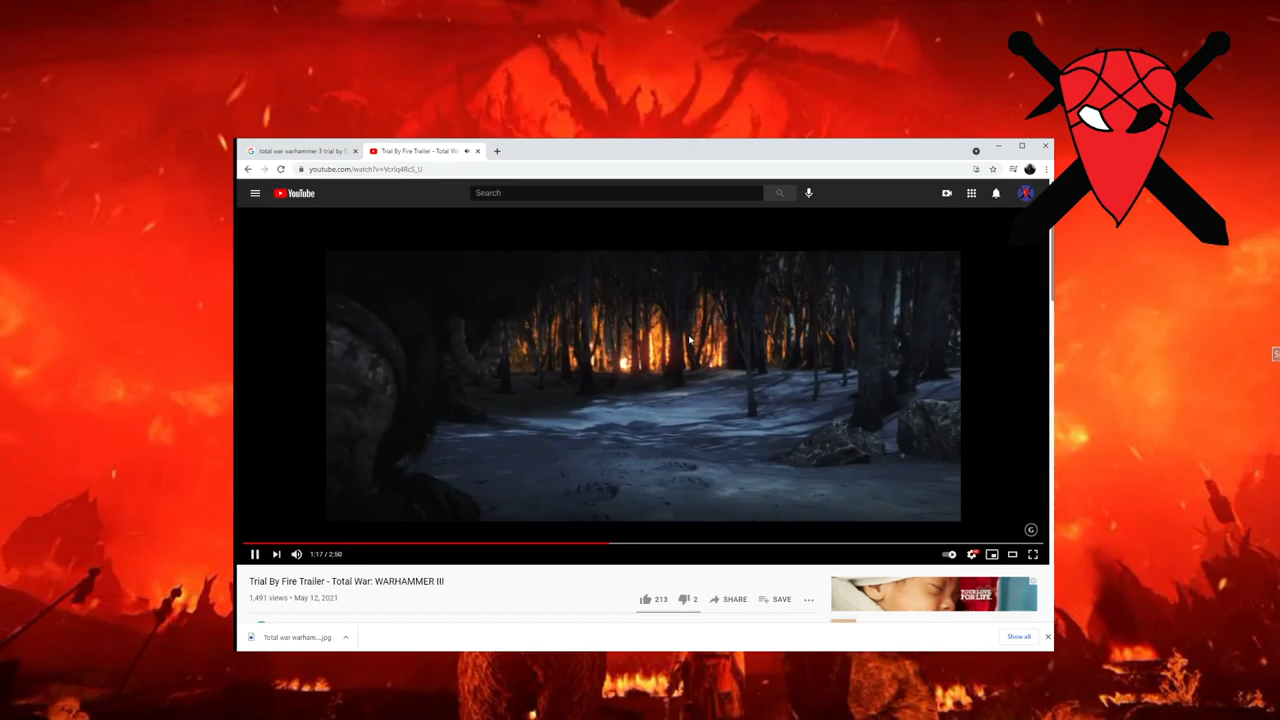 total war warhammer 3 trial by f
Trial By Fire Trailer - Total Wa
youtube.com/watch?v=Vcriq4RcS_U
YouTube
Search
G
1:17 / 2:50
Trial By Fire Trailer - Total War: WARHAMMER III
1,491 views • May 12, 2021
213
2
SHARE
SAVE
YOUR LOVE
FOR LIFE.
Total war warham....jpg
Show all
S